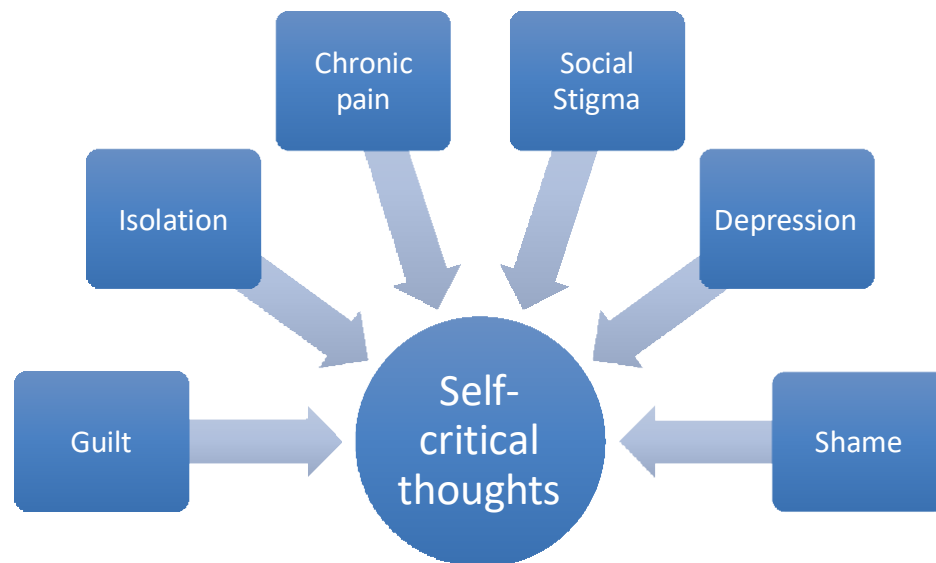 Chronic
pain
Social
Stigma
Isolation
Depression
Guilt
Self-
critical
thoughts
Shame